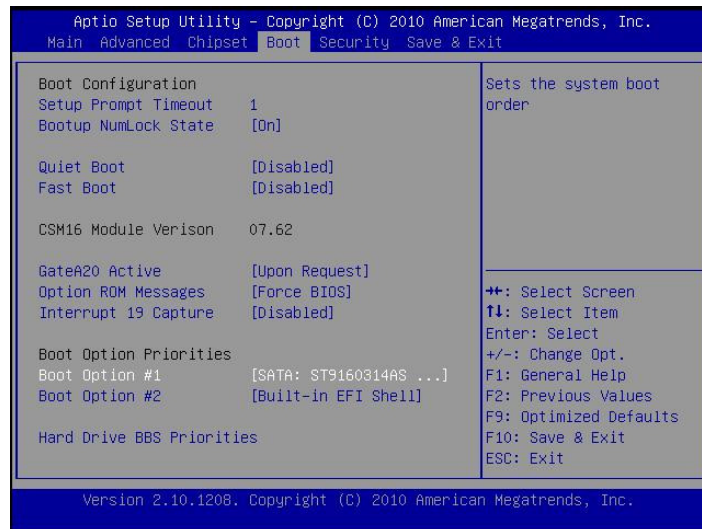 Aptio Setup Utility – Copyright (C) 2010 American Megatrends, Inc.
Main Advanced Chipset Boot Security Save & Exit
Boot Configuration
Setup Prompt Timeout 1
Bootup NumLock State [On]
Quiet Boot [Disabled]
Fast Boot [Disabled]
CSM16 Module Verison 07.62
GateA20 Active [Upon Request]
Option ROM Messages [Force BIOS]
Interrupt 19 Capture [Disabled]
Boot Option Priorities
Boot Option #1 [SATA: ST9160314AS ...]
Boot Option #2 [Built-in EFI Shell]
Hard Drive BBS Priorities
Sets the system boot
order
→←: Select Screen
↑↓: Select Item
Enter: Select
+/-: Change Opt.
F1: General Help
F2: Previous Values
F9: Optimized Defaults
F10: Save & Exit
ESC: Exit
Version 2.10.1208. Copyright (C) 2010 American Megatrends, Inc.